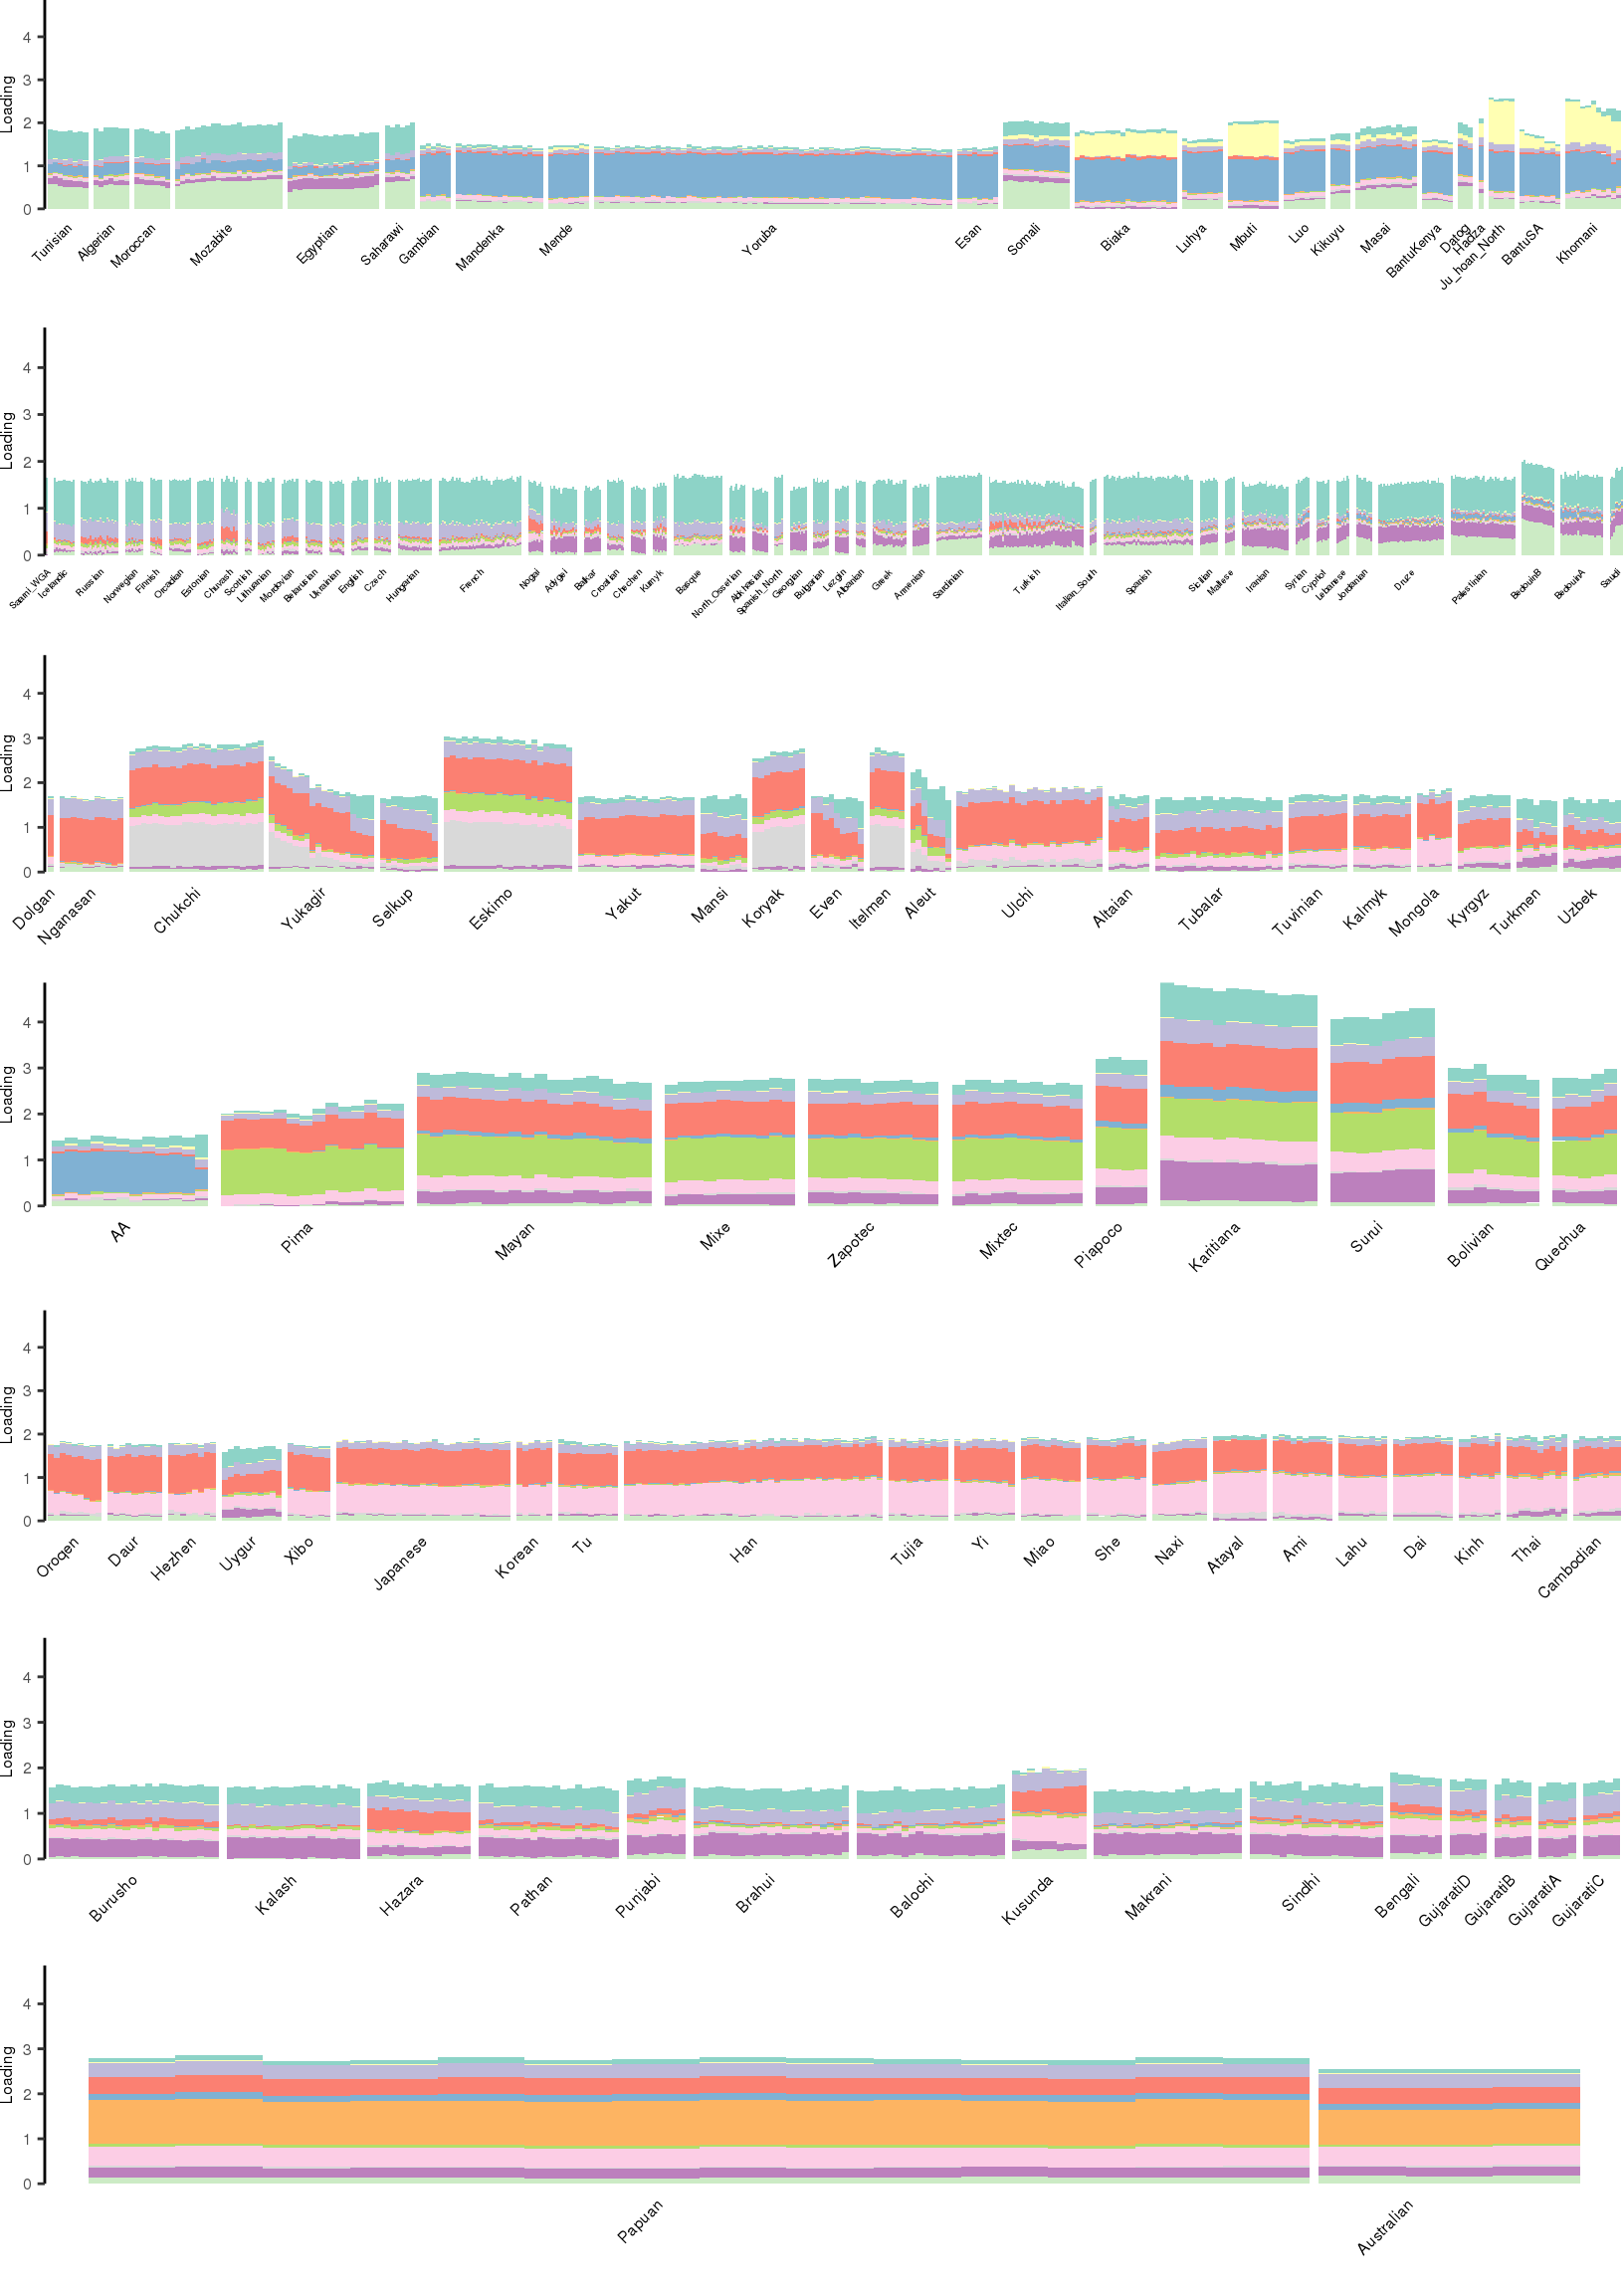 Loading
4
3
2
1
0
Tunisian Algerian Moroccan Mozabite Egyptian Saharawi Gambian Mandenka Mende Yoruba Esan Somali Biaka Luhya Mbuti Luo Kikuyu Masai BantuKenya Datog Hadza Ju_hoan_North BantuSA Khomani
Loading
4
3
2
1
0
Saami_WGA Icelandic Russian Norwegian Finnish Orcadian Estonian Chuvash Scottish Lithuanian Mordovian Belarusian Ukrainian English Czech Hungarian French Nogai Adygei Balkar Croatian Chechen Kumyk Basque North_Ossetian Abkhasian Spanish_North Georgian Bulgarian Lezgin Albanian Greek Armenian Sardinian Turkish Italian_South Spanish Sicilian Maltese Iranian Syrian Cypriot Lebanese Jordanian Druze Palestinian BedouinB BedouinA Saudi
Loading
4
3
2
1
0
Dolgan Nganasan Chukchi Yukagir Selkup Eskimo Yakut Mansi Koryak Even Itelmen Aleut Ulchi Altaian Tubalar Tuvinian Kalmyk Mongola Kyrgyz Turkmen Uzbek
Loading
4
3
2
1
0
AA Pima Mayan Mixe Zapotec Mixtec Piapoco Karitiana Surui Bolivian Quechua
Loading
4
3
2
1
0
Oroqen Daur Hezhen Uygur Xibo Japanese Korean Tu Han Tujia Yi Miao She Naxi Atayal Ami Lahu Dai Kinh Thai Cambodian
Loading
4
3
2
1
0
Burusho Kalash Hazara Pathan Punjabi Brahui Balochi Kusunda Makrani Sindhi Bengali GujaratiD GujaratiB GujaratiA GujaratiC
Loading
4
3
2
1
0
Papuan Australian